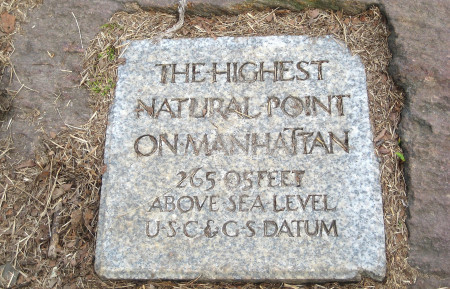 THE·HIGHEST
NATURAL·POINT
ON·MANHATTAN
265.05 FEET
ABOVE SEA LEVEL
U·S·C·&·G·S DATUM